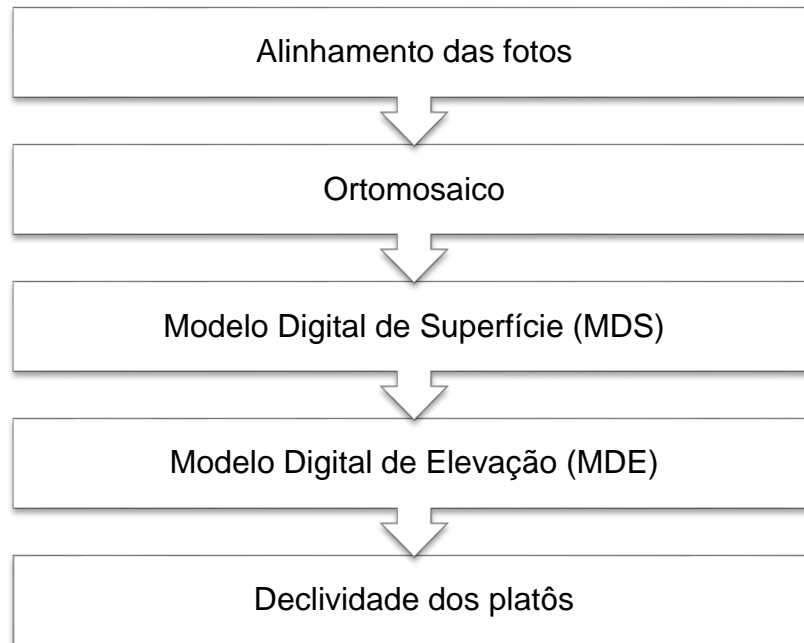 Alinhamento das fotos
Ortomosaico
Modelo Digital de Superfície (MDS)
Modelo Digital de Elevação (MDE)
Declividade dos platôs